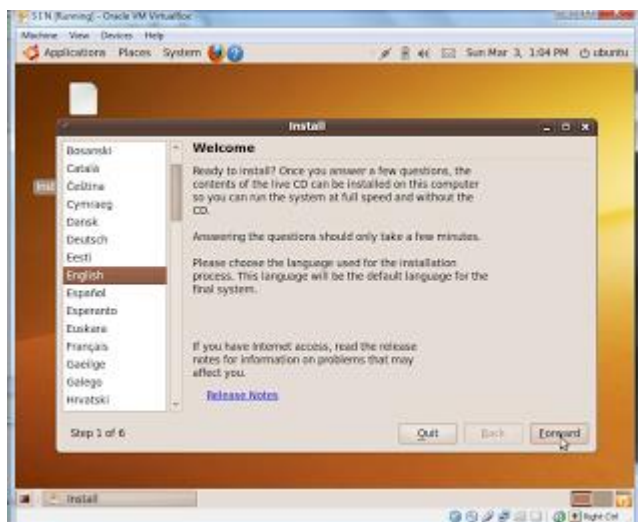 S I N [Running] - Oracle VM VirtualBox
Machine View Devices Help
Applications Places System Sun Mar 3, 1:04 PM ubuntu
Install
Bosanski
Català
Čeština
Cymraeg
Dansk
Deutsch
Eesti
English
Español
Esperanto
Euskara
Français
Gaeilge
Galego
Hrvatski
Welcome
Ready to install? Once you answer a few questions, the
contents of the live CD can be installed on this computer
so you can run the system at full speed and without the
CD.
Answering the questions should only take a few minutes.
Please choose the language used for the installation
process. This language will be the default language for the
final system.
If you have Internet access, read the release
notes for information on problems that may
affect you.
Release Notes
Step 1 of 6
Quit Back Forward
Install
Right Ctrl